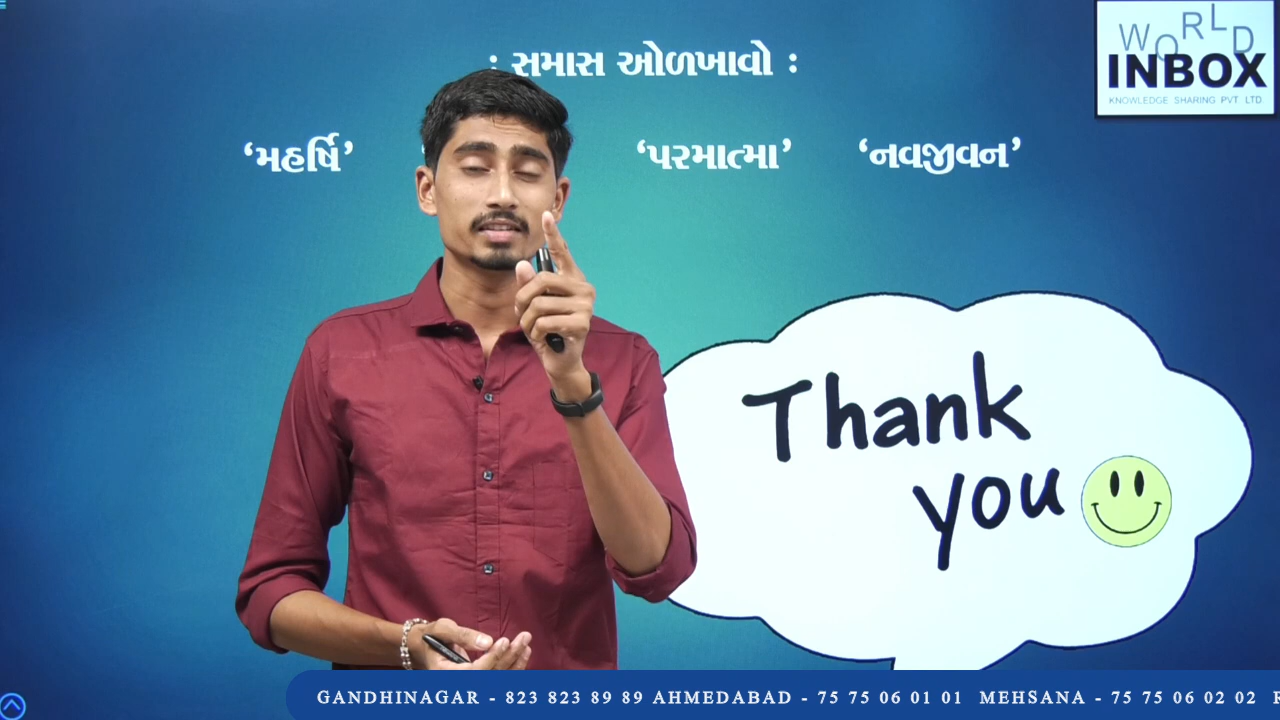 : સમાસ ઓળખાવો :
WORLD
INBOX
KNOWLEDGE SHARING PVT LTD.
‘મહર્ષિ’ ‘પરમાત્મા’ ‘નવજીવન’
Thank
you
GANDHINAGAR - 823 823 89 89 AHMEDABAD - 75 75 06 01 01 MEHSANA - 75 75 06 02 02